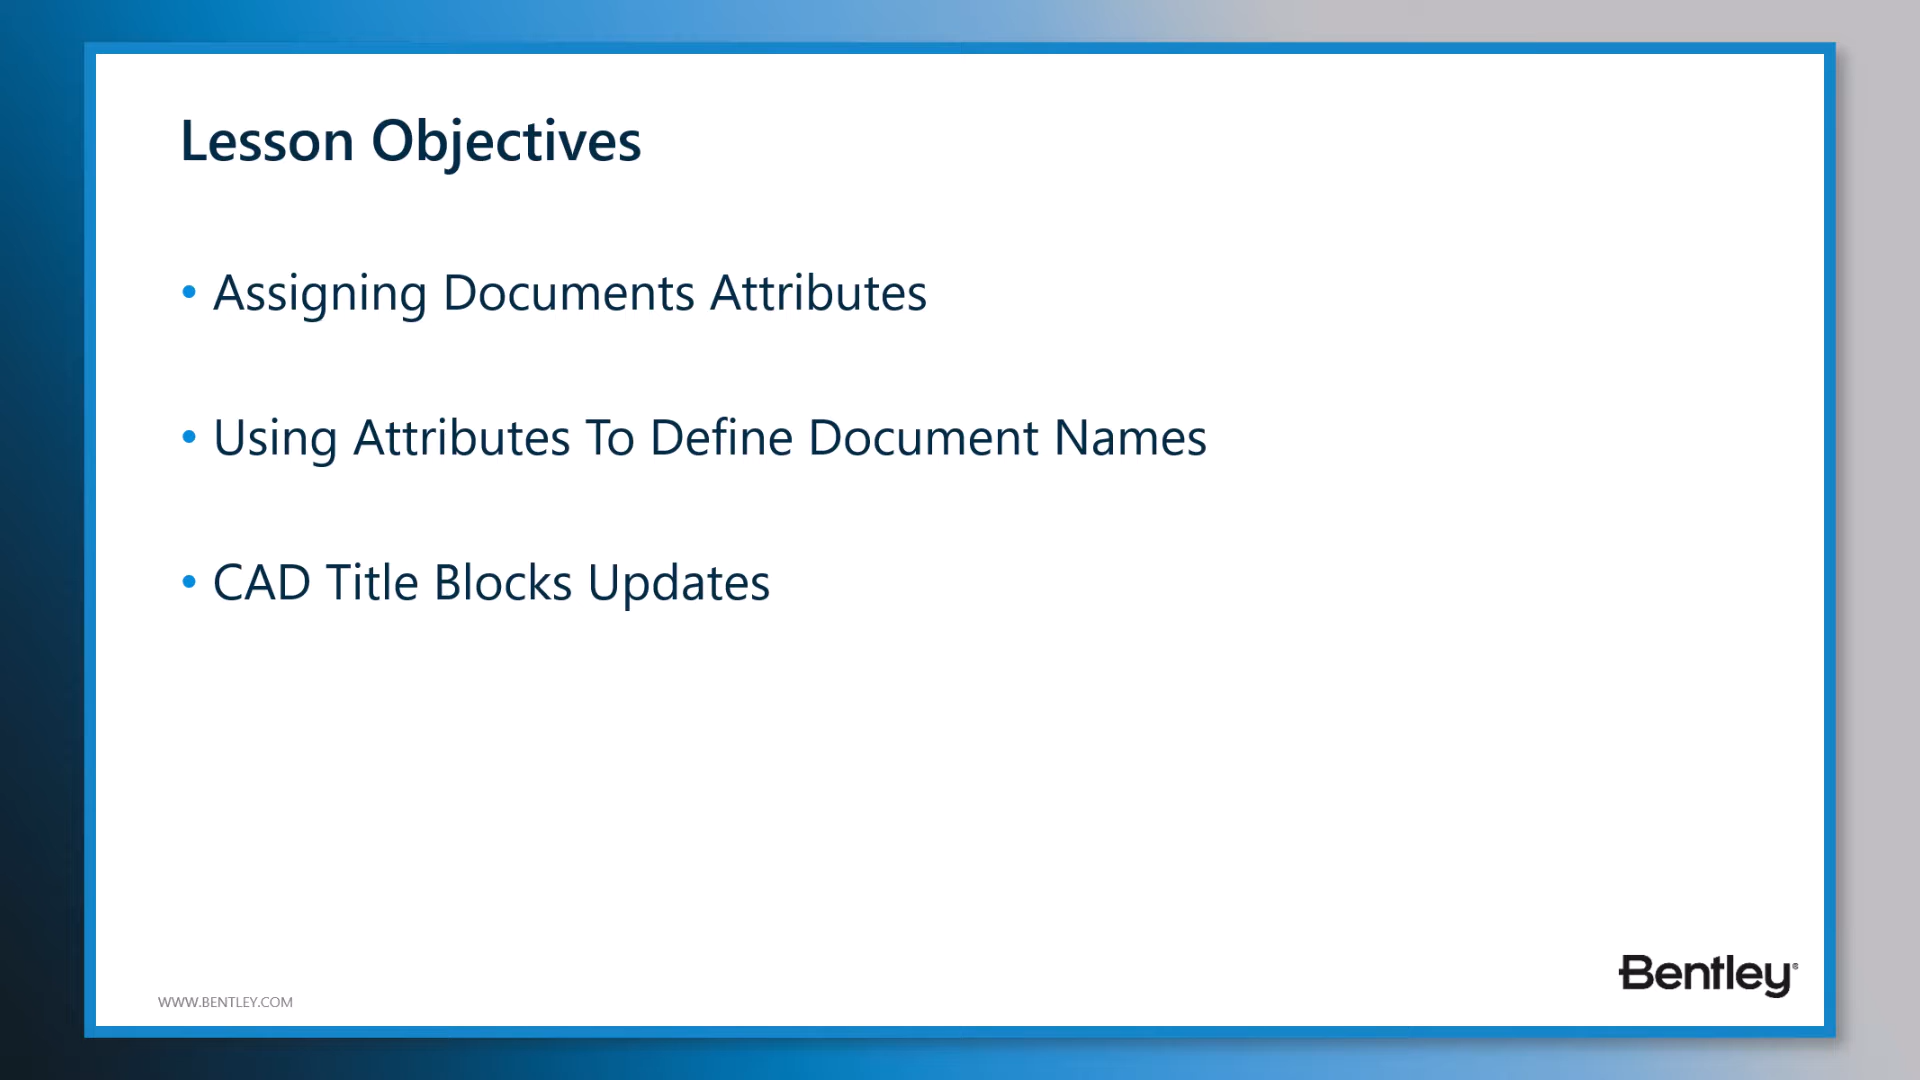 Lesson Objectives
• Assigning Documents Attributes
• Using Attributes To Define Document Names
• CAD Title Blocks Updates
WWW.BENTLEY.COM
Bentley®